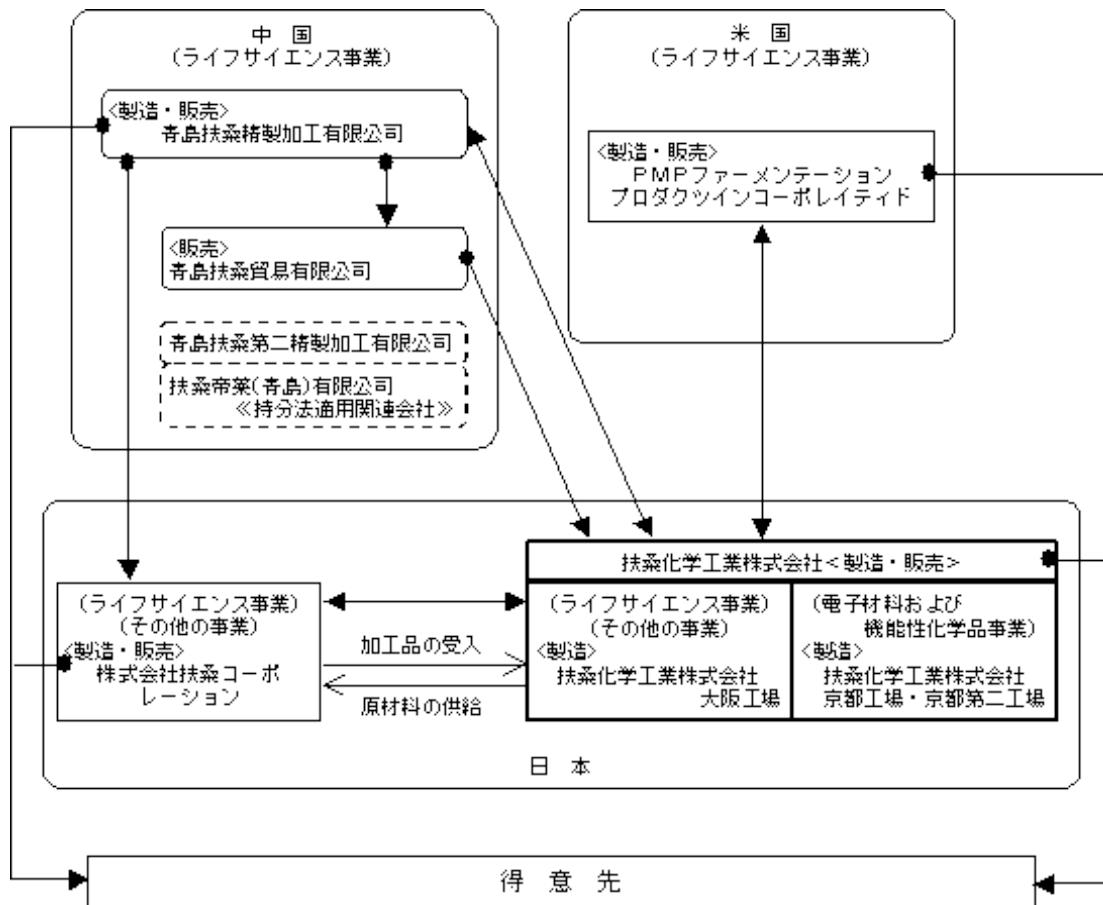 中 国
(ライフサイエンス事業)
<製造・販売>
青島扶桑精製加工有限公司
<販売>
青島扶桑貿易有限公司
青島扶桑第二精製加工有限公司
扶桑帝薬(青島)有限公司
≪持分法適用関連会社≫
米 国
(ライフサイエンス事業)
<製造・販売>
PMPファーメンテーション
プロダクツインコーポレイティド
扶桑化学工業株式会社<製造・販売>
(ライフサイエンス事業)
(その他の事業)
<製造・販売>
株式会社扶桑コーポ
レーション
加工品の受入
原材料の供給
(ライフサイエンス事業)
(その他の事業)
<製造>
扶桑化学工業株式会社
大阪工場
(電子材料および
機能性化学品事業)
<製造>
扶桑化学工業株式会社
京都工場・京都第二工場
日 本
得 意 先